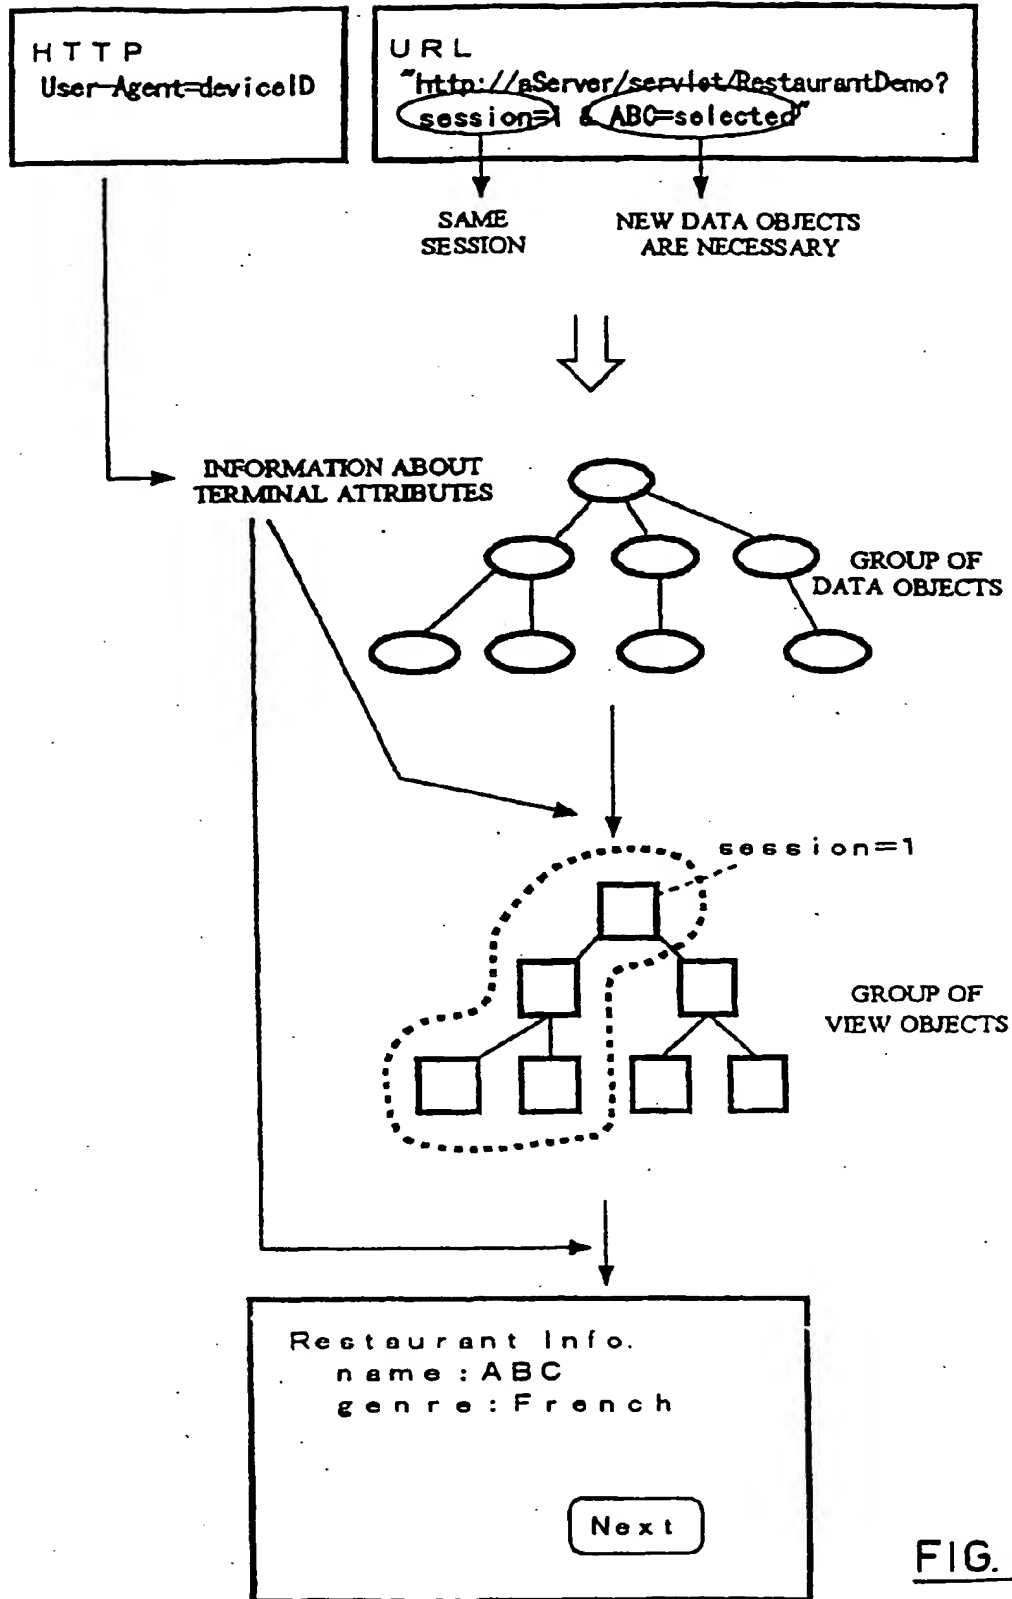 HTTP
User-Agent=deviceID
URL
"http://aServer/servlet/RestaurantDemo?
session=1 & ABC=selected"
SAME
SESSION
NEW DATA OBJECTS
ARE NECESSARY
INFORMATION ABOUT
TERMINAL ATTRIBUTES
GROUP OF
DATA OBJECTS
session=1
GROUP OF
VIEW OBJECTS
Restaurant Info.
name:ABC
genre:French
Next
FIG.